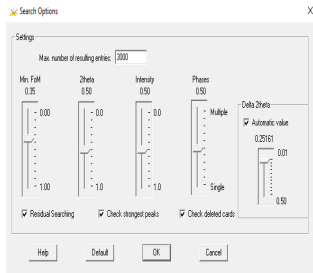 Search Options X
Settings
Max. number of resulting entries: 3000
Min. FoM 2theta Intensity Phases
0.35 0.50 0.50 0.50
0.00 0.0 0.0 Multiple
1.00 1.0 1.0 Single
Delta 2theta
Automatic value
0.25161
0.01
0.50
Residual Searching Check strongest peaks Check deleted cards
Help Default OK Cancel